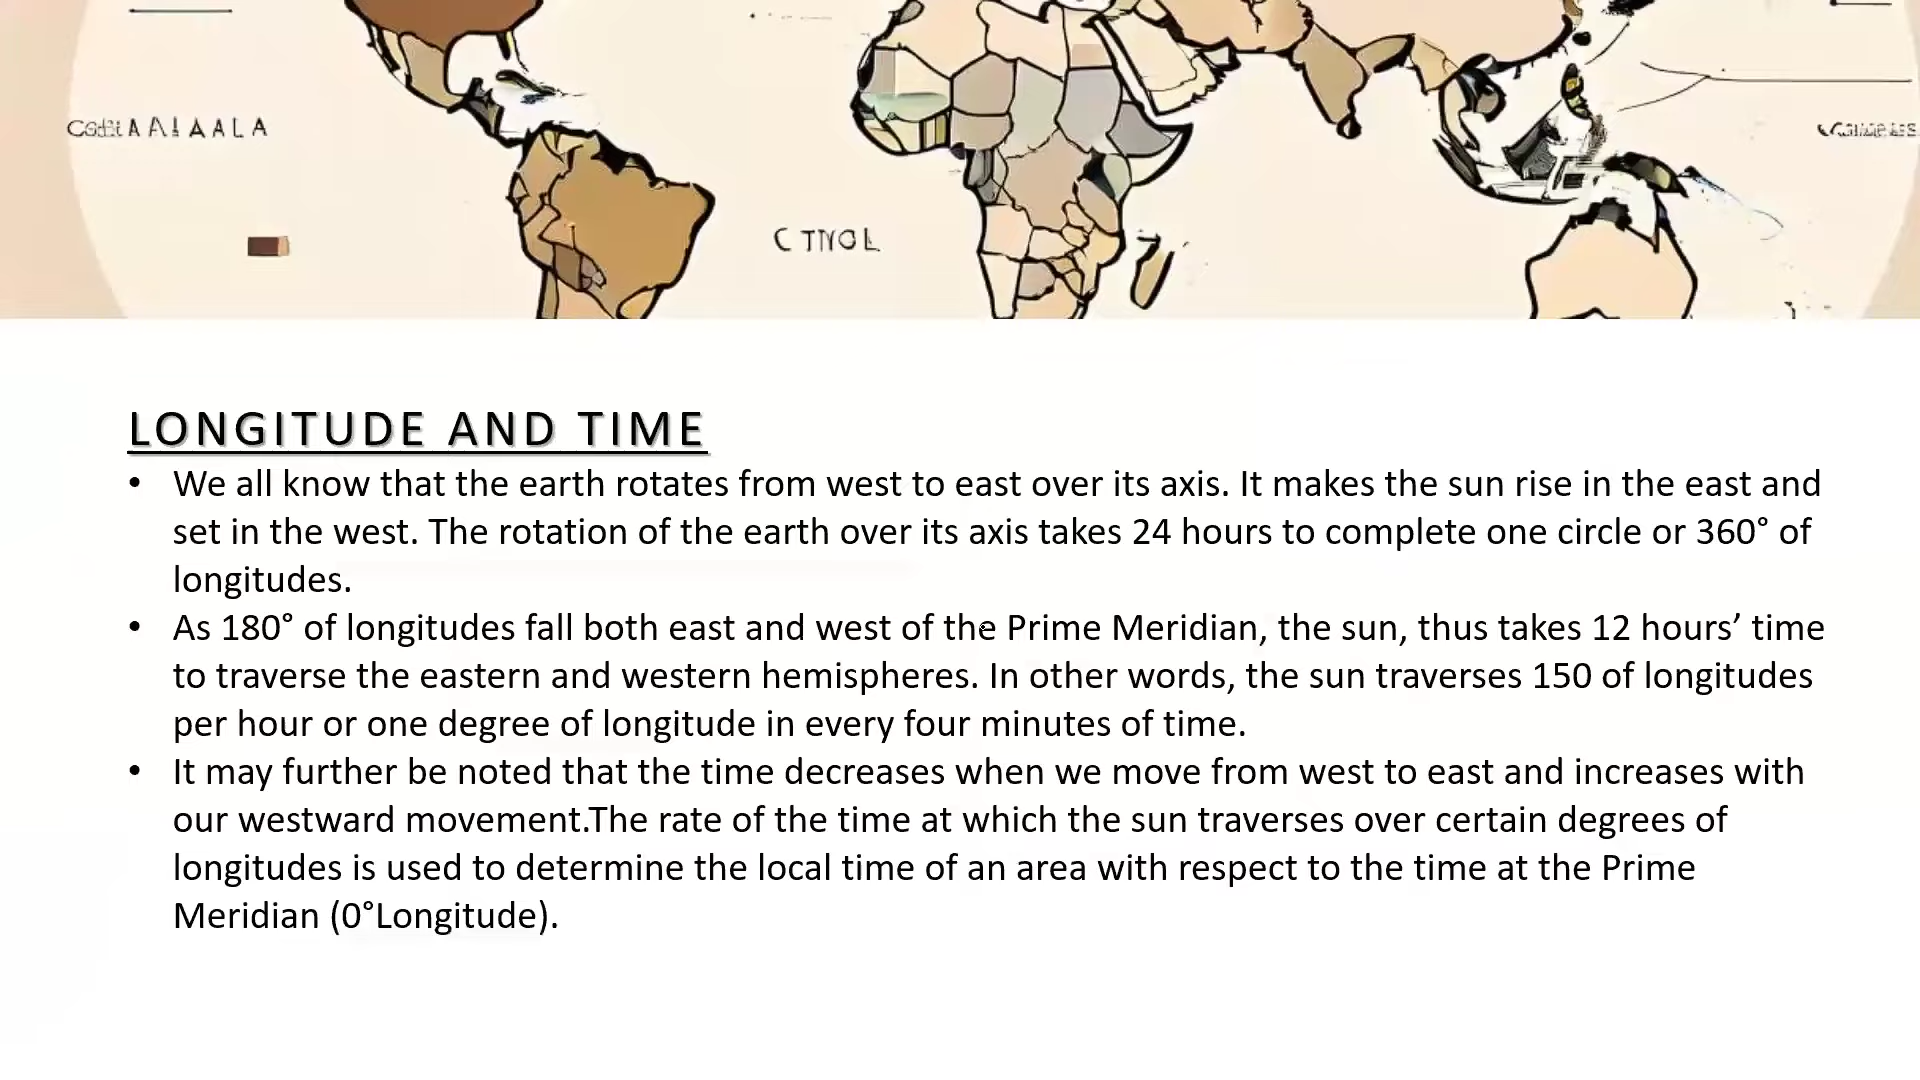 C TNOL
LONGITUDE AND TIME
• We all know that the earth rotates from west to east over its axis. It makes the sun rise in the east and
set in the west. The rotation of the earth over its axis takes 24 hours to complete one circle or 360° of
longitudes.
• As 180° of longitudes fall both east and west of the Prime Meridian, the sun, thus takes 12 hours’ time
to traverse the eastern and western hemispheres. In other words, the sun traverses 150 of longitudes
per hour or one degree of longitude in every four minutes of time.
• It may further be noted that the time decreases when we move from west to east and increases with
our westward movement.The rate of the time at which the sun traverses over certain degrees of
longitudes is used to determine the local time of an area with respect to the time at the Prime
Meridian (0°Longitude).